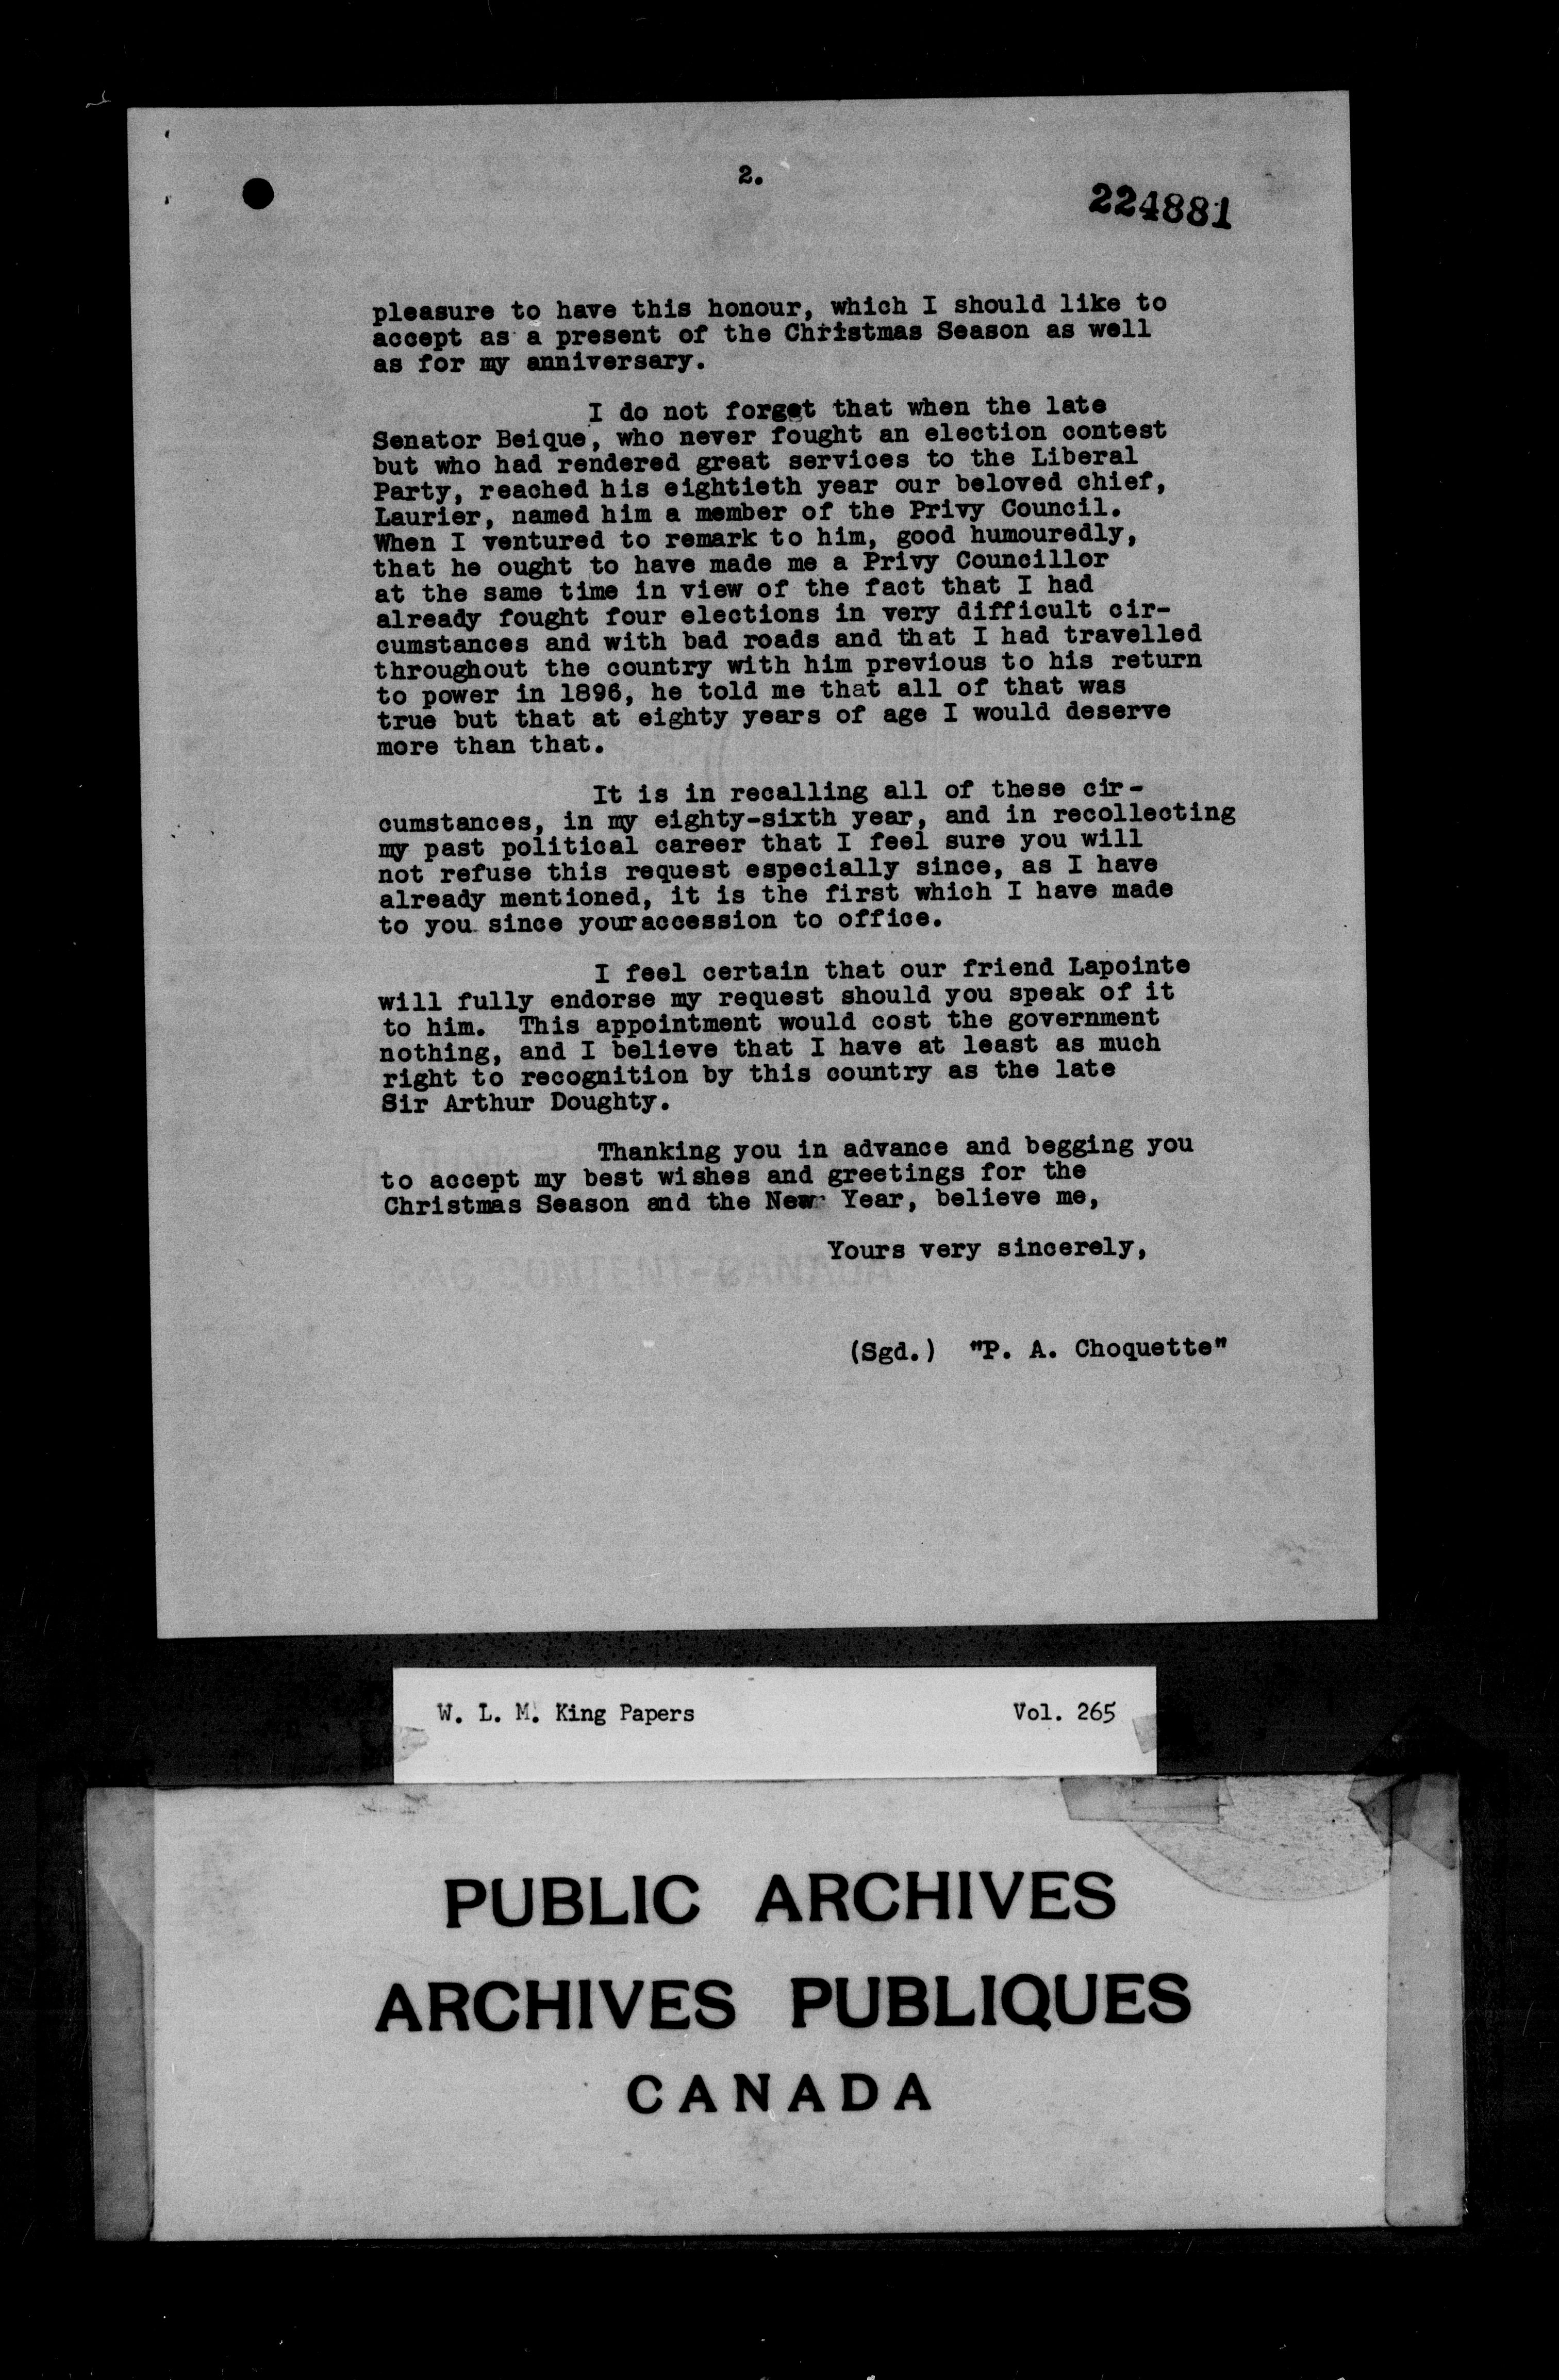 2.
224881
pleasure to have this honour, which I should like to
accept as a present of the Christmas Season as well
as for my anniversary.
I do not forget that when the late
Senator Beique, who never fought an election contest
but who had rendered great services to the Liberal
Party, reached his eightieth year our beloved chief,
Laurier, named him a member of the Privy Council.
When I ventured to remark to him, good humouredly,
that he ought to have made me a Privy Councillor
at the same time in view of the fact that I had
already fought four elections in very difficult cir-
cumstances and with bad roads and that I had travelled
throughout the country with him previous to his return
to power in 1896, he told me that all of that was
true but that at eighty years of age I would deserve
more than that.
It is in recalling all of these cir-
cumstances, in my eighty-sixth year, and in recollecting
my past political career that I feel sure you will
not refuse this request especially since, as I have
already mentioned, it is the first which I have made
to you since your accession to office.
I feel certain that our friend Lapointe
will fully endorse my request should you speak of it
to him. This appointment would cost the government
nothing, and I believe that I have at least as much
right to recognition by this country as the late
Sir Arthur Doughty.
Thanking you in advance and begging you
to accept my best wishes and greetings for the
Christmas Season and the New Year, believe me,
Yours very sincerely,
RAG CONTENT-CANADA
(Sgd.) "P. A. Choquette"
W. L. M. King Papers Vol. 265
PUBLIC ARCHIVES
ARCHIVES PUBLIQUES
CANADA